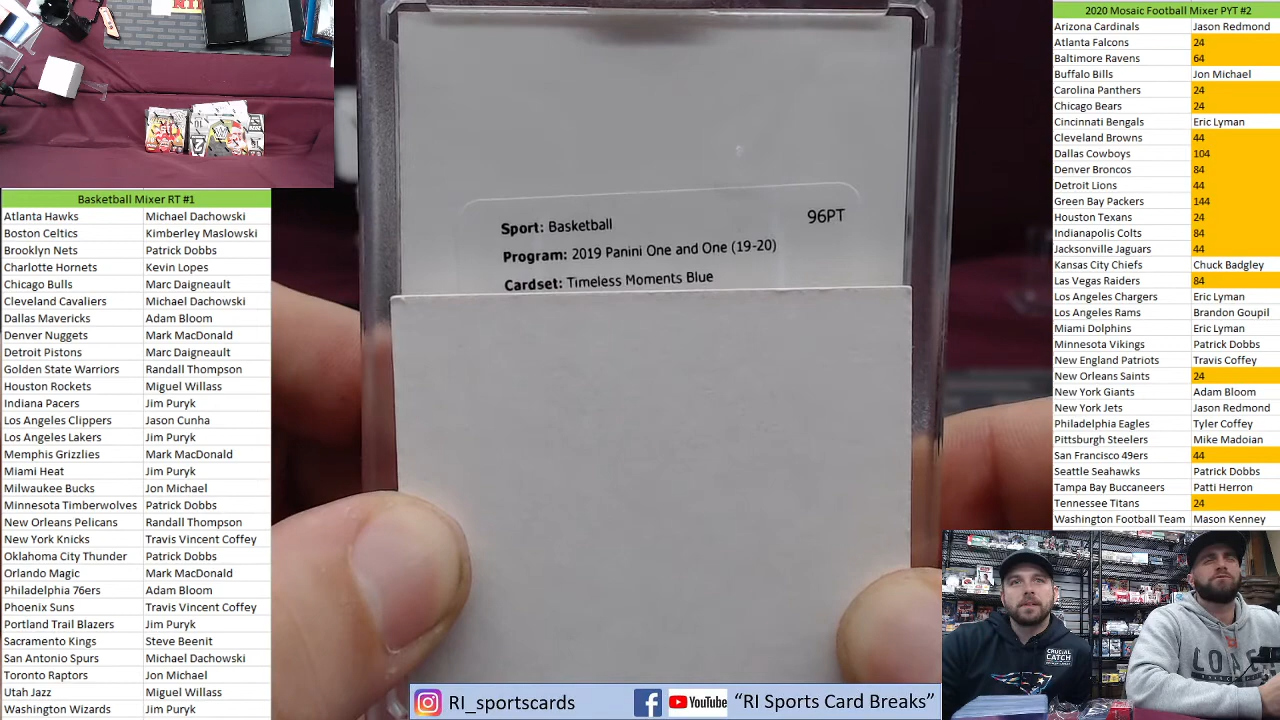 Basketball Mixer RT #1
Atlanta Hawks Michael Dachowski
Boston Celtics Kimberley Maslowski
Brooklyn Nets Patrick Dobbs
Charlotte Hornets Kevin Lopes
Chicago Bulls Marc Daigneault
Cleveland Cavaliers Michael Dachowski
Dallas Mavericks Adam Bloom
Denver Nuggets Mark MacDonald
Detroit Pistons Marc Daigneault
Golden State Warriors Randall Thompson
Houston Rockets Miguel Willass
Indiana Pacers Jim Puryk
Los Angeles Clippers Jason Cunha
Los Angeles Lakers Jim Puryk
Memphis Grizzlies Mark MacDonald
Miami Heat Jim Puryk
Milwaukee Bucks Jon Michael
Minnesota Timberwolves Patrick Dobbs
New Orleans Pelicans Randall Thompson
New York Knicks Travis Vincent Coffey
Oklahoma City Thunder Patrick Dobbs
Orlando Magic Mark MacDonald
Philadelphia 76ers Adam Bloom
Phoenix Suns Travis Vincent Coffey
Portland Trail Blazers Jim Puryk
Sacramento Kings Steve Beenit
San Antonio Spurs Michael Dachowski
Toronto Raptors Jon Michael
Utah Jazz Miguel Willass
Washington Wizards Jim Puryk
Sport: Basketball 96PT
Program: 2019 Panini One and One (19-20)
Cardset: Timeless Moments Blue
2020 Mosaic Football Mixer PYT #2
Arizona Cardinals Jason Redmond
Atlanta Falcons 24
Baltimore Ravens 64
Buffalo Bills Jon Michael
Carolina Panthers 24
Chicago Bears 24
Cincinnati Bengals Eric Lyman
Cleveland Browns 44
Dallas Cowboys 104
Denver Broncos 84
Detroit Lions 44
Green Bay Packers 144
Houston Texans 24
Indianapolis Colts 84
Jacksonville Jaguars 44
Kansas City Chiefs Chuck Badgley
Las Vegas Raiders 84
Los Angeles Chargers Eric Lyman
Los Angeles Rams Brandon Goupil
Miami Dolphins Eric Lyman
Minnesota Vikings Patrick Dobbs
New England Patriots Travis Coffey
New Orleans Saints 24
New York Giants Adam Bloom
New York Jets Jason Redmond
Philadelphia Eagles Tyler Coffey
Pittsburgh Steelers Mike Madoian
San Francisco 49ers 44
Seattle Seahawks Patrick Dobbs
Tampa Bay Buccaneers Patti Herron
Tennessee Titans 24
Washington Football Team Mason Kenney
CRUCIAL
CATCH
RI_sportscards YouTube "RI Sports Card Breaks"